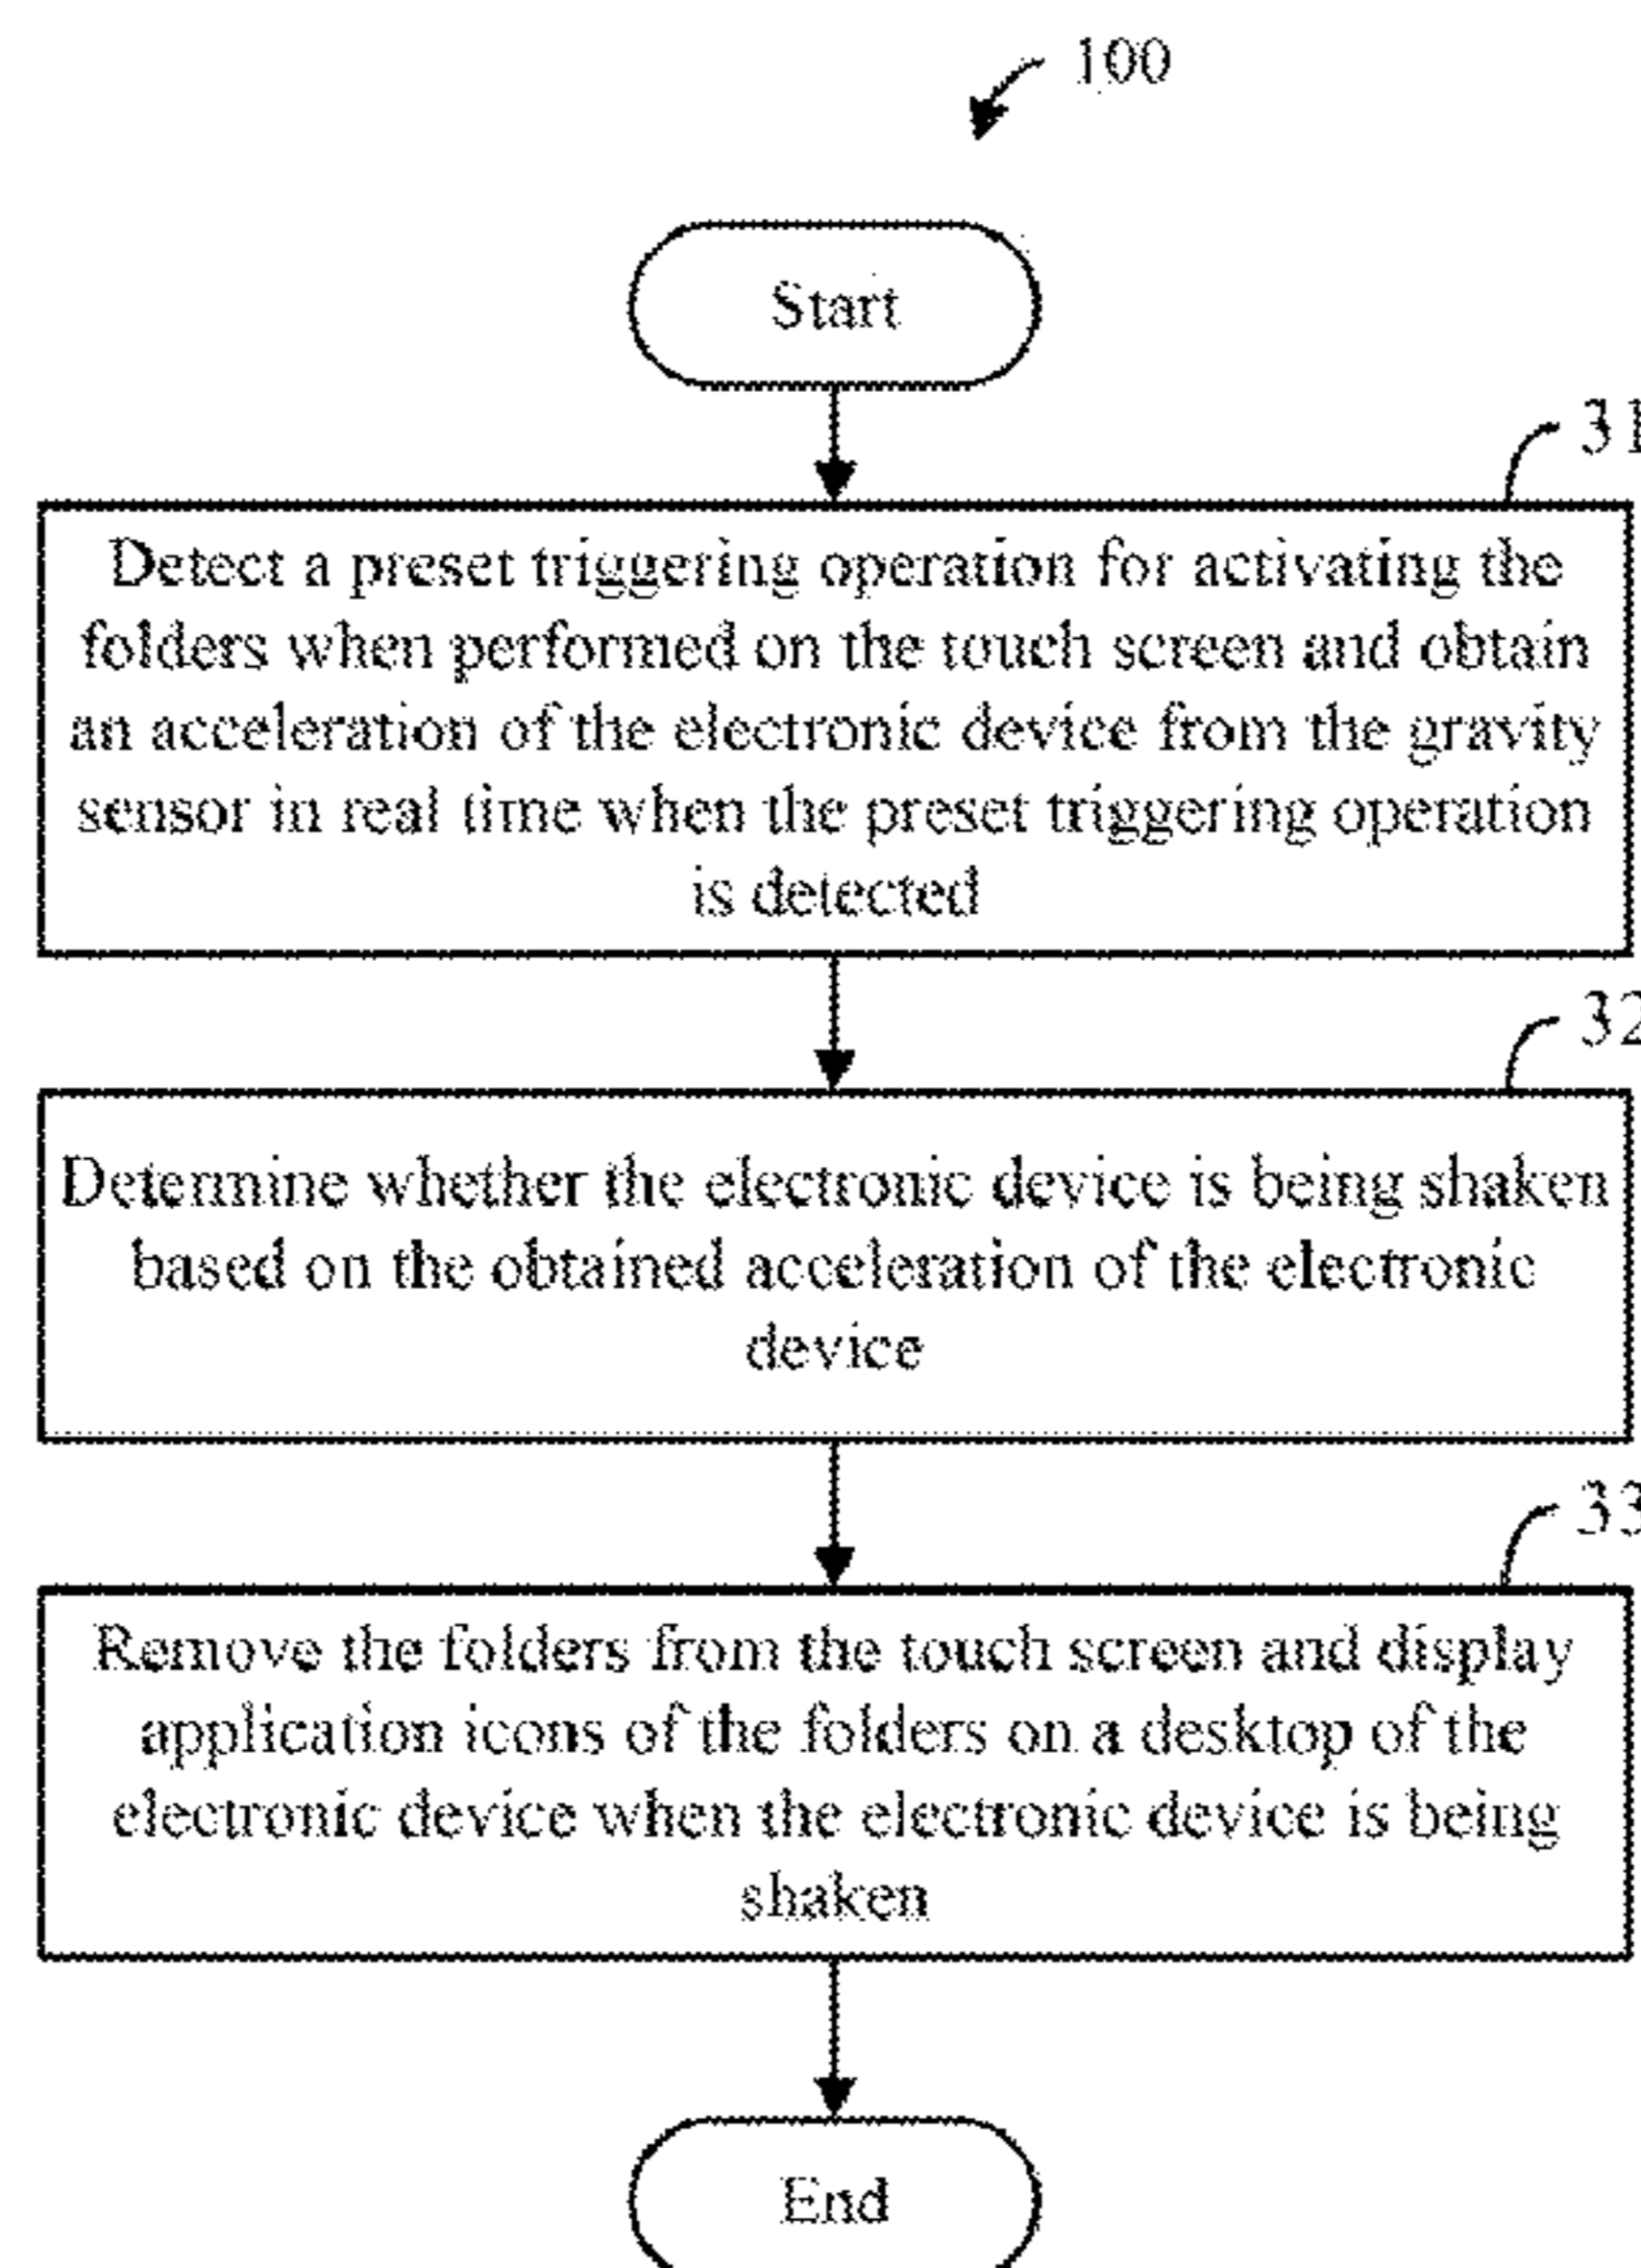 100
Start
31
Detect a preset triggering operation for activating the
folders when performed on the touch screen and obtain
an acceleration of the electronic device from the gravity
sensor in real time when the preset triggering operation
is detected
32
Determine whether the electronic device is being shaken
based on the obtained acceleration of the electronic
device
33
Remove the folders from the touch screen and display
application icons of the folders on a desktop of the
electronic device when the electronic device is being
shaken
End